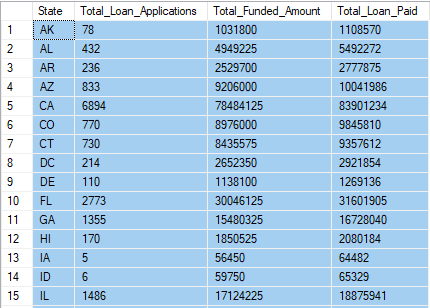 State Total_Loan_Applications Total_Funded_Amount Total_Loan_Paid
1 AK 78 1031800 1108570
2 AL 432 4949225 5492272
3 AR 236 2529700 2777875
4 AZ 833 9206000 10041986
5 CA 6894 78484125 83901234
6 CO 770 8976000 9845810
7 CT 730 8435575 9357612
8 DC 214 2652350 2921854
9 DE 110 1138100 1269136
10 FL 2773 30046125 31601905
11 GA 1355 15480325 16728040
12 HI 170 1850525 2080184
13 IA 5 56450 64482
14 ID 6 59750 65329
15 IL 1486 17124225 18875941